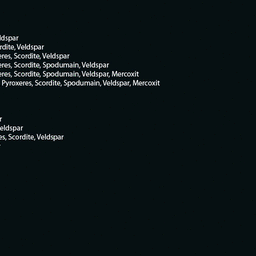 ldspar
rdite, Veldspar
eres, Scordite, Veldspar
eres, Scordite, Spodumain, Veldspar
eres, Scordite, Spodumain, Veldspar, Mercoxit
Pyroxeres, Scordite, Spodumain, Veldspar, Mercoxit
r
eldspar
es, Scordite, Veldspar